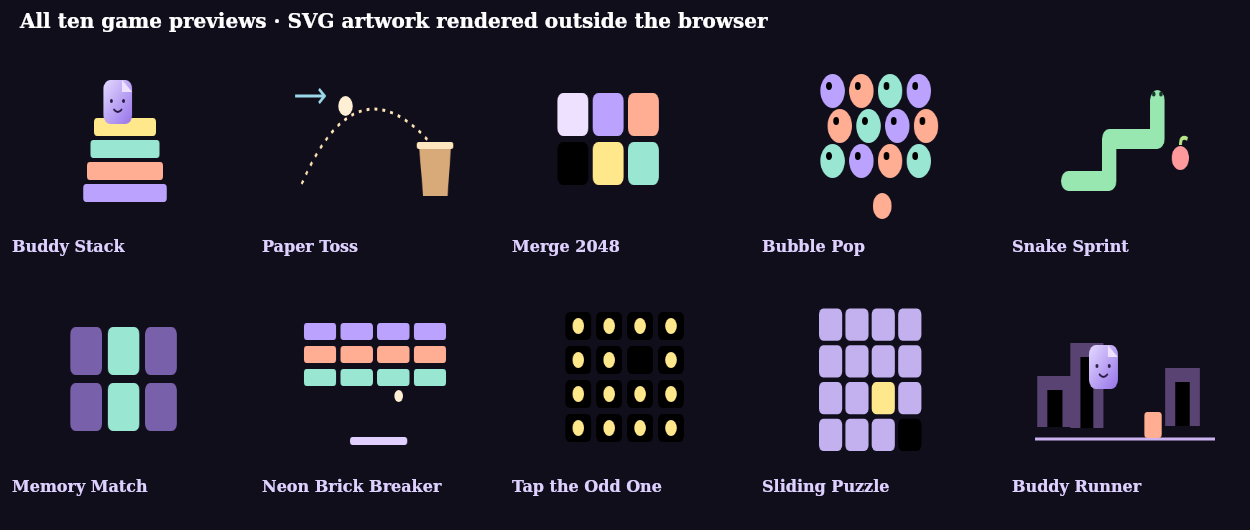 All ten game previews · SVG artwork rendered outside the browser
Buddy Stack
Paper Toss
Merge 2048
Bubble Pop
Snake Sprint
Memory Match
Neon Brick Breaker
Tap the Odd One
Sliding Puzzle
Buddy Runner